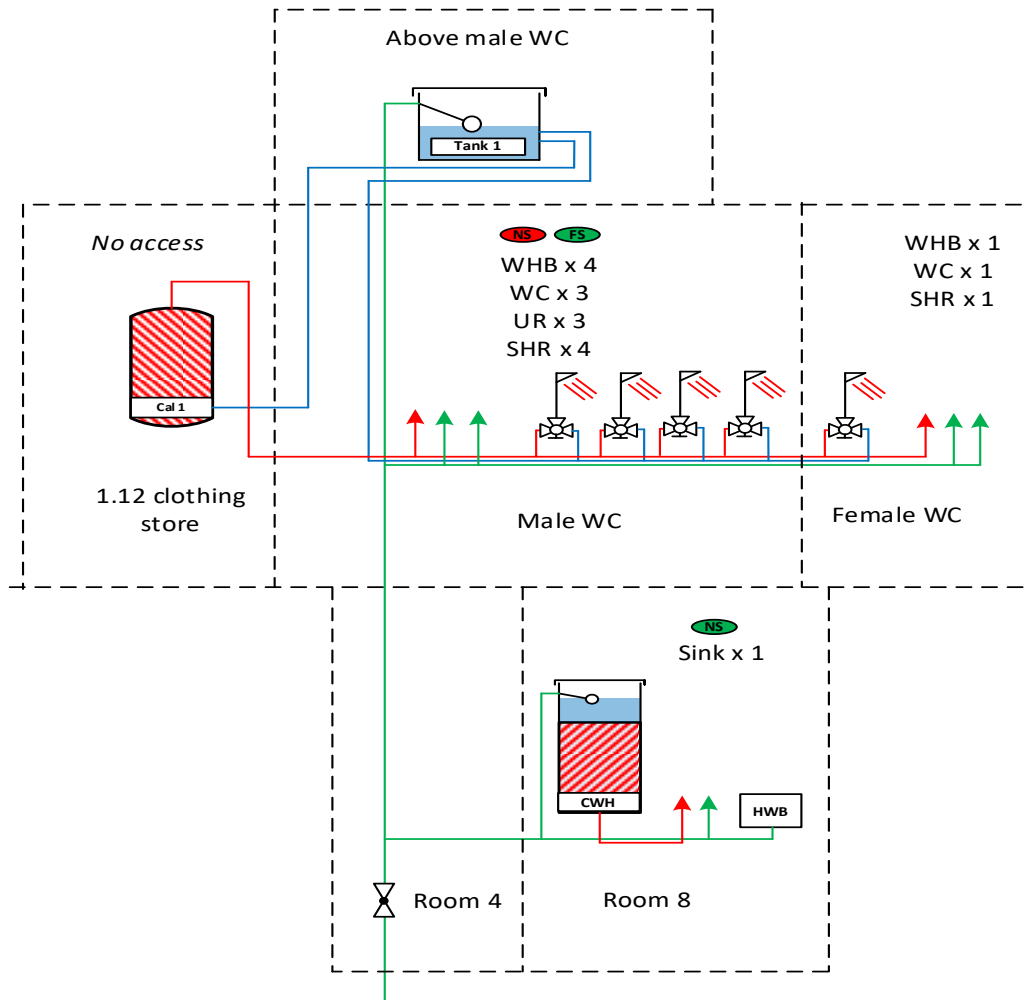 Above male WC
Tank 1
No access
NS FS
WHB x 4
WC x 3
UR x 3
SHR x 4
WHB x 1
WC x 1
SHR x 1
Cal 1
1.12 clothing
store
Male WC
Female WC
NS
Sink x 1
CWH
HWB
Room 4
Room 8